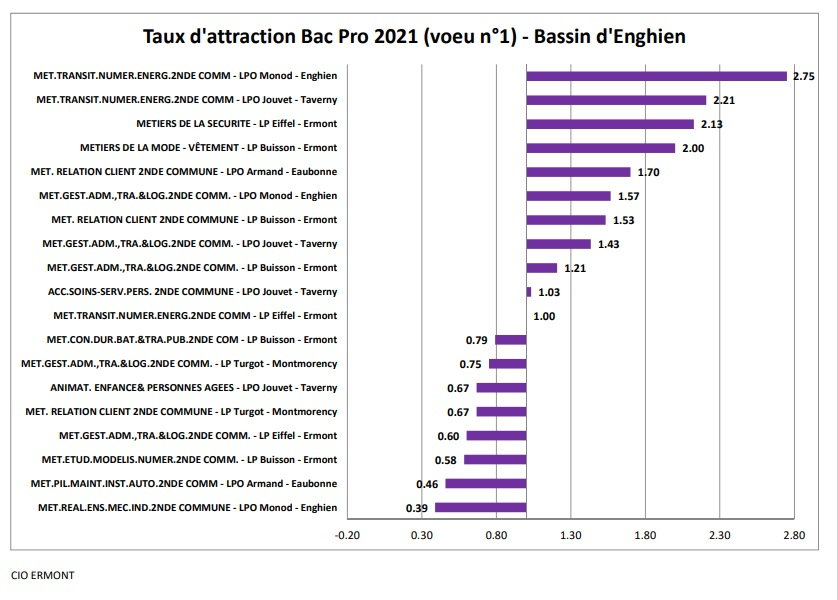 Taux d'attraction Bac Pro 2021 (voeu n°1) - Bassin d'Enghien
MET.TRANSIT.NUMER.ENERG.2NDE COMM - LPO Monod - Enghien 2.75
MET.TRANSIT.NUMER.ENERG.2NDE COMM - LPO Jouvet - Taverny 2.21
METIERS DE LA SECURITE - LP Eiffel - Ermont 2.13
METIERS DE LA MODE - VÊTEMENT - LP Buisson - Ermont 2.00
MET. RELATION CLIENT 2NDE COMMUNE - LPO Armand - Eaubonne 1.70
MET.GEST.ADM.,TRA.&LOG.2NDE COMM. - LPO Monod - Enghien 1.57
MET. RELATION CLIENT 2NDE COMMUNE - LP Buisson - Ermont 1.53
MET.GEST.ADM.,TRA.&LOG.2NDE COMM. - LPO Jouvet - Taverny 1.43
MET.GEST.ADM.,TRA.&LOG.2NDE COMM. - LP Buisson - Ermont 1.21
ACC.SOINS-SERV.PERS. 2NDE COMMUNE - LPO Jouvet - Taverny 1.03
MET.TRANSIT.NUMER.ENERG.2NDE COMM - LP Eiffel - Ermont 1.00
MET.CON.DUR.BAT.&TRA.PUB.2NDE COM - LP Buisson - Ermont 0.79
MET.GEST.ADM.,TRA.&LOG.2NDE COMM. - LP Turgot - Montmorency 0.75
ANIMAT. ENFANCE& PERSONNES AGEES - LPO Jouvet - Taverny 0.67
MET. RELATION CLIENT 2NDE COMMUNE - LP Turgot - Montmorency 0.67
MET.GEST.ADM.,TRA.&LOG.2NDE COMM. - LP Eiffel - Ermont 0.60
MET.ETUD.MODELIS.NUMER.2NDE COMM. - LP Buisson - Ermont 0.58
MET.PIL.MAINT.INST.AUTO.2NDE COMM - LPO Armand - Eaubonne 0.46
MET.REAL.ENS.MEC.IND.2NDE COMMUNE - LPO Monod - Enghien 0.39
-0.20 0.30 0.80 1.30 1.80 2.30 2.80
CIO ERMONT